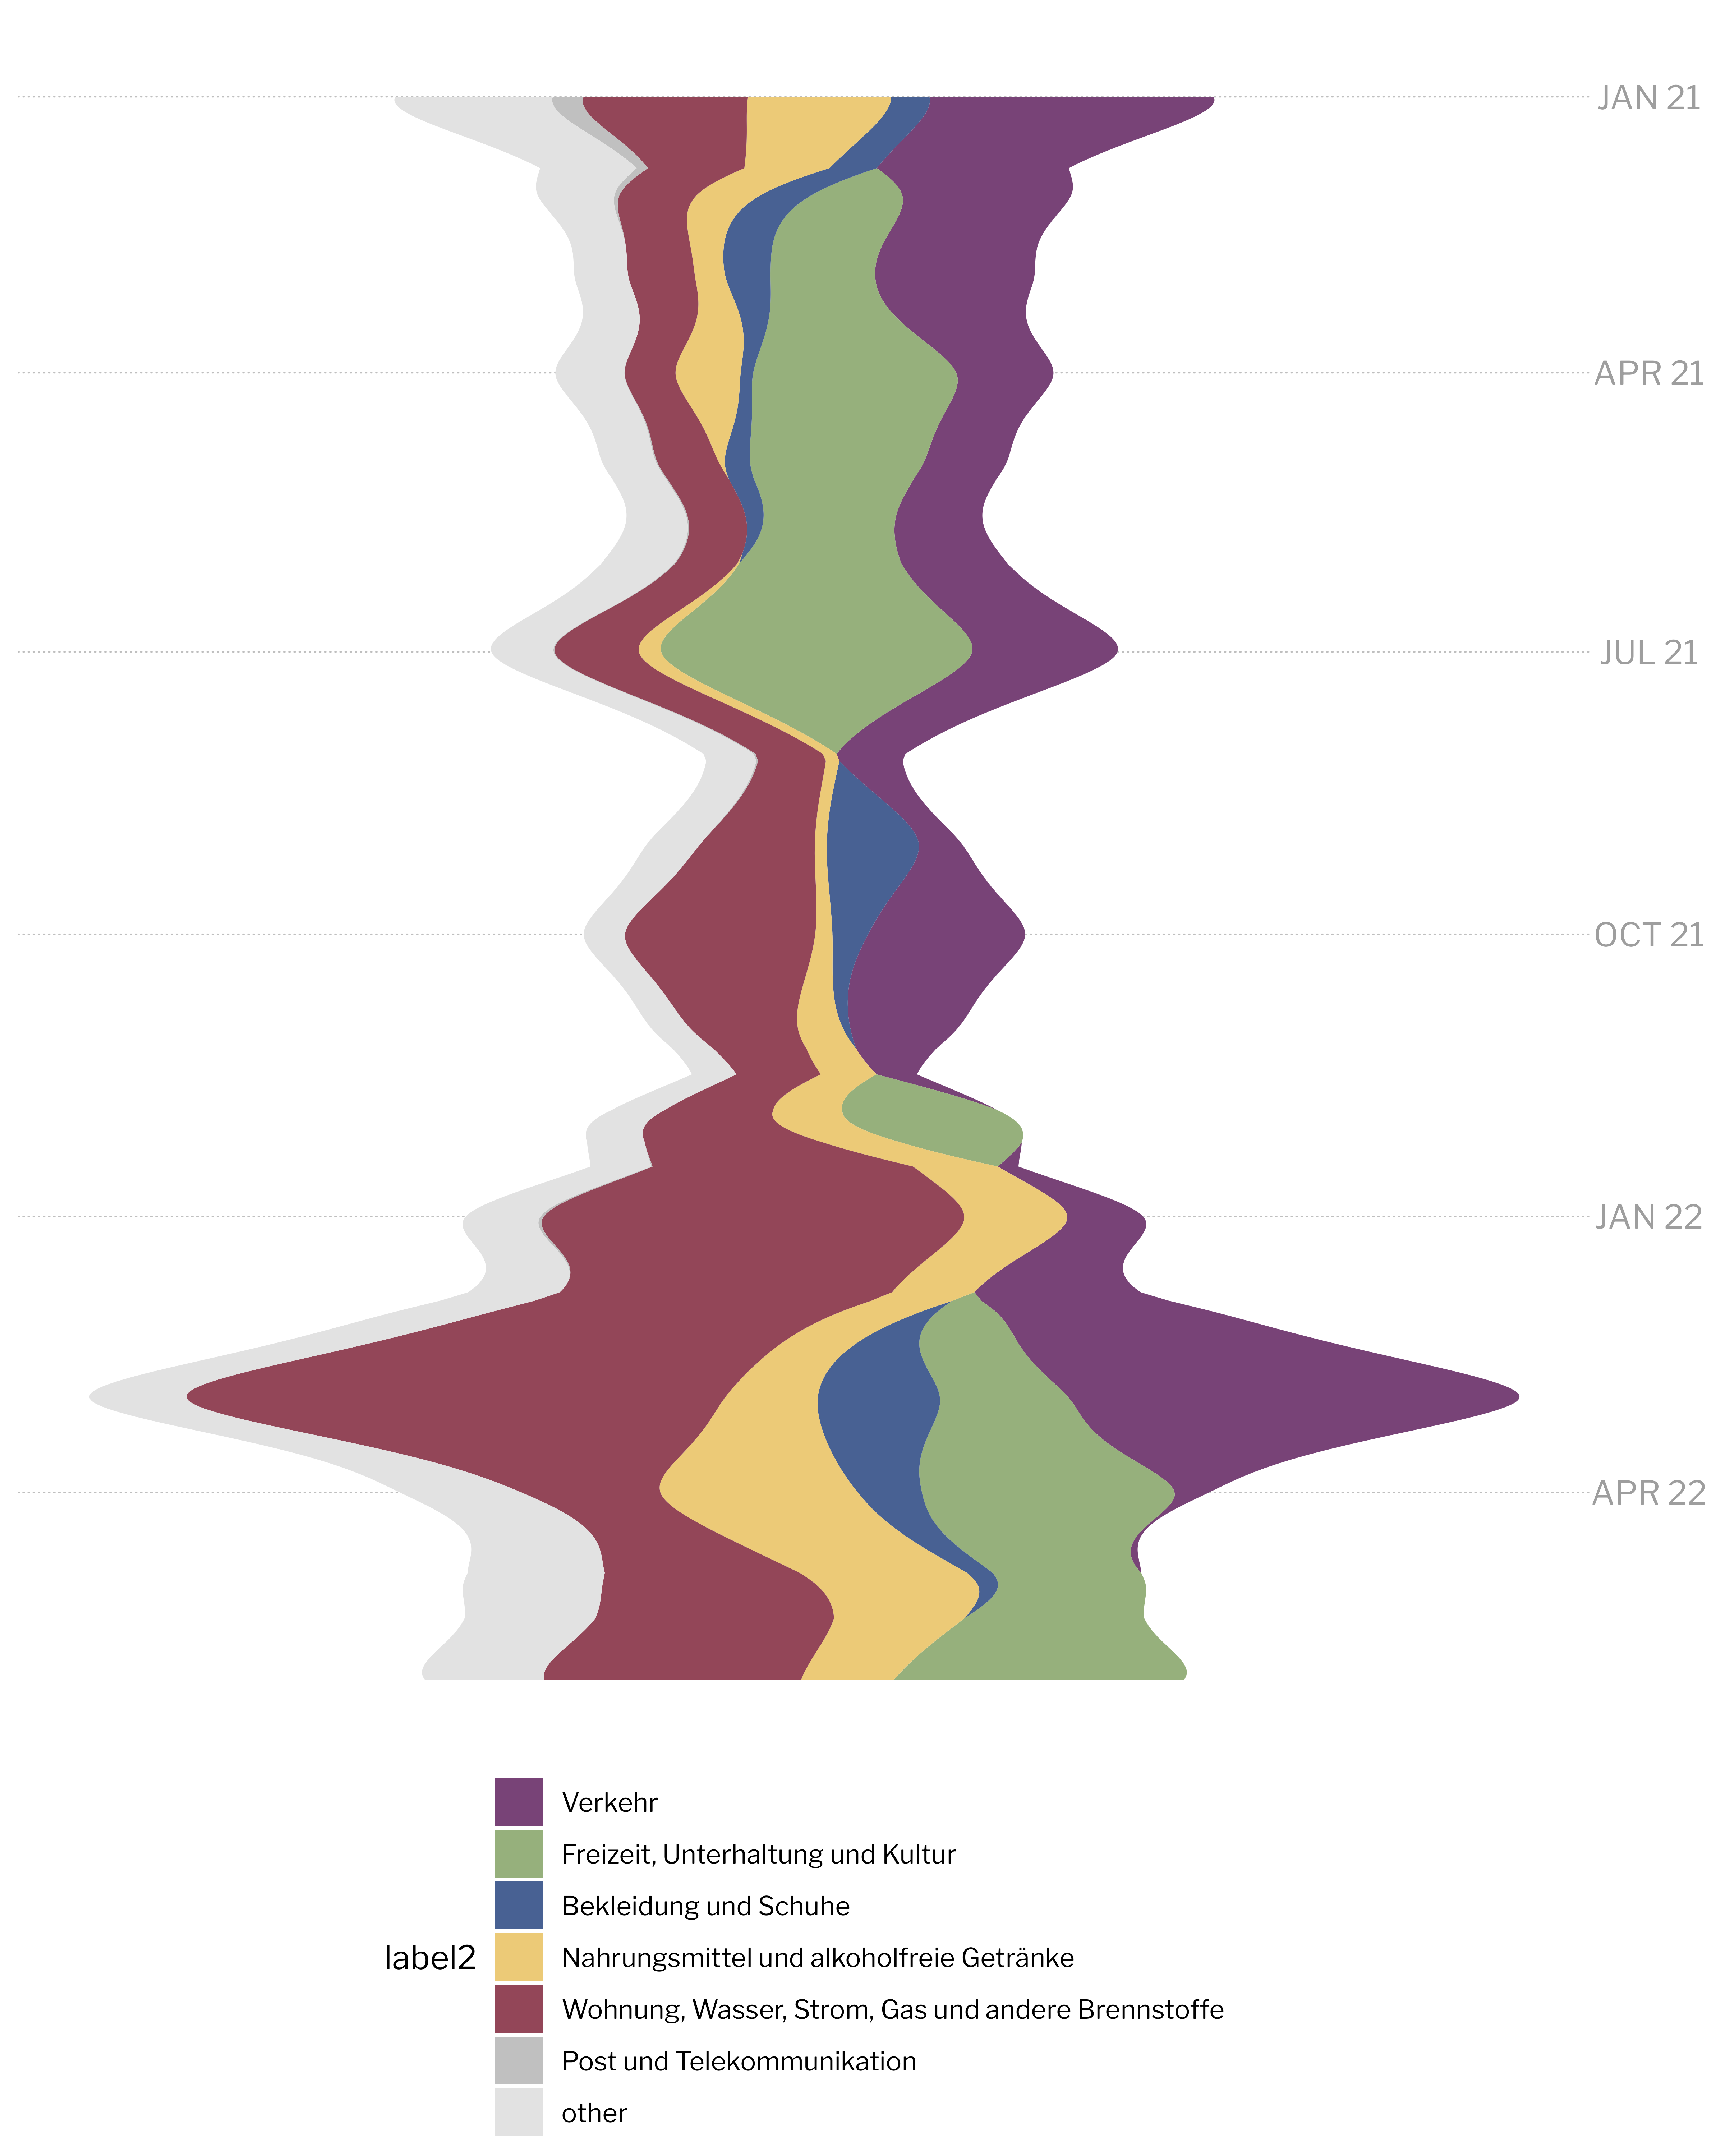 JAN 21
APR 21
JUL 21
OCT 21
JAN 22
APR 22
label2
Verkehr
Freizeit, Unterhaltung und Kultur
Bekleidung und Schuhe
Nahrungsmittel und alkoholfreie Getränke
Wohnung, Wasser, Strom, Gas und andere Brennstoffe
Post und Telekommunikation
other